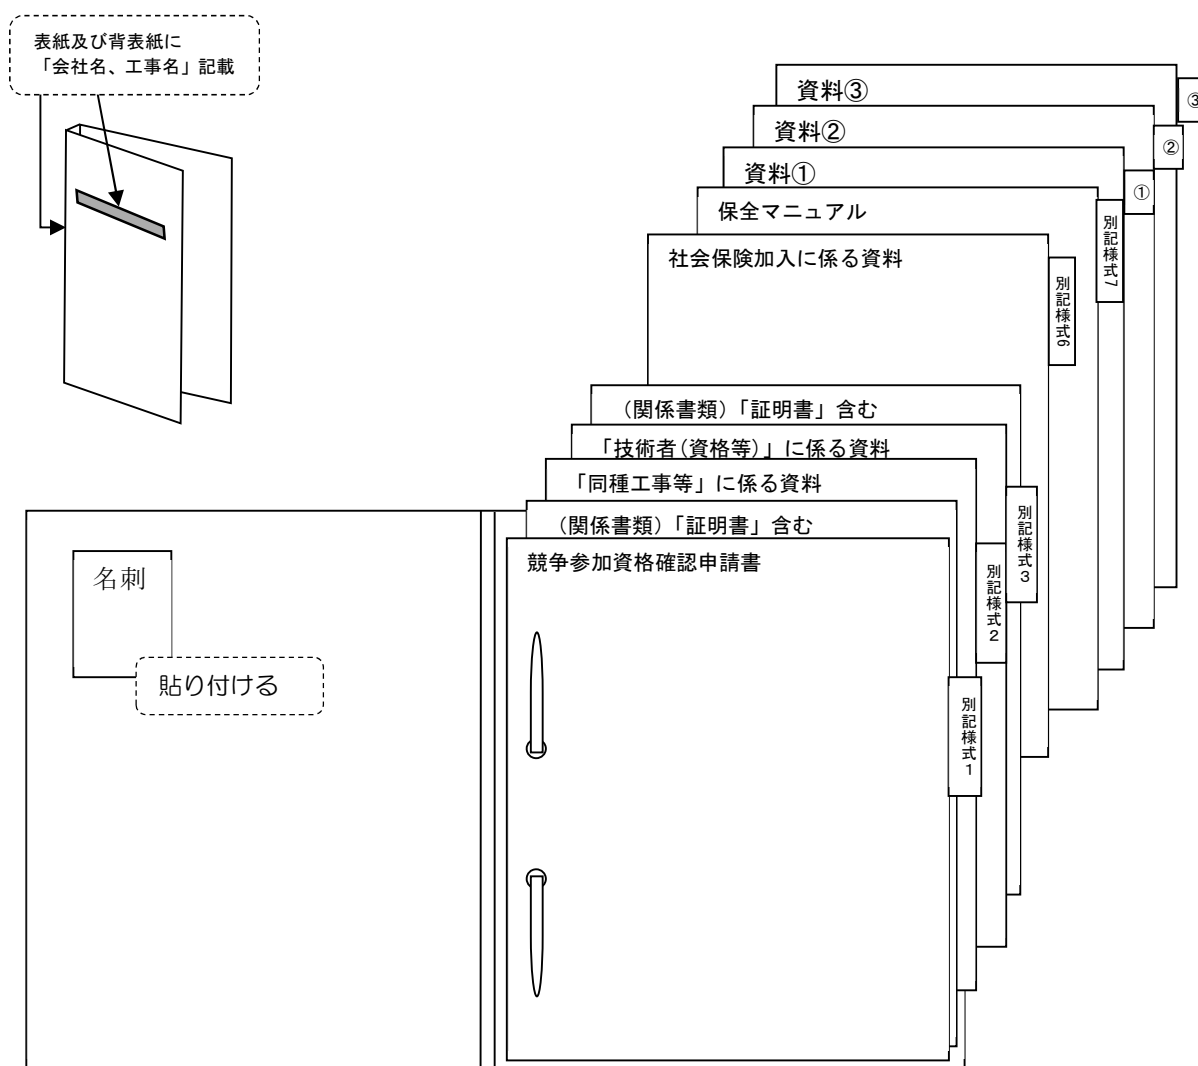 表紙及び背表紙に
「会社名、工事名」記載
資料③
③
資料②
②
資料①
①
保全マニュアル
別記様式7
社会保険加入に係る資料
別記様式6
(関係書類)「証明書」含む
「技術者(資格等)」に係る資料
「同種工事等」に係る資料
別記様式3
(関係書類)「証明書」含む
別記様式2
競争参加資格確認申請書
別記様式1
名刺
貼り付ける